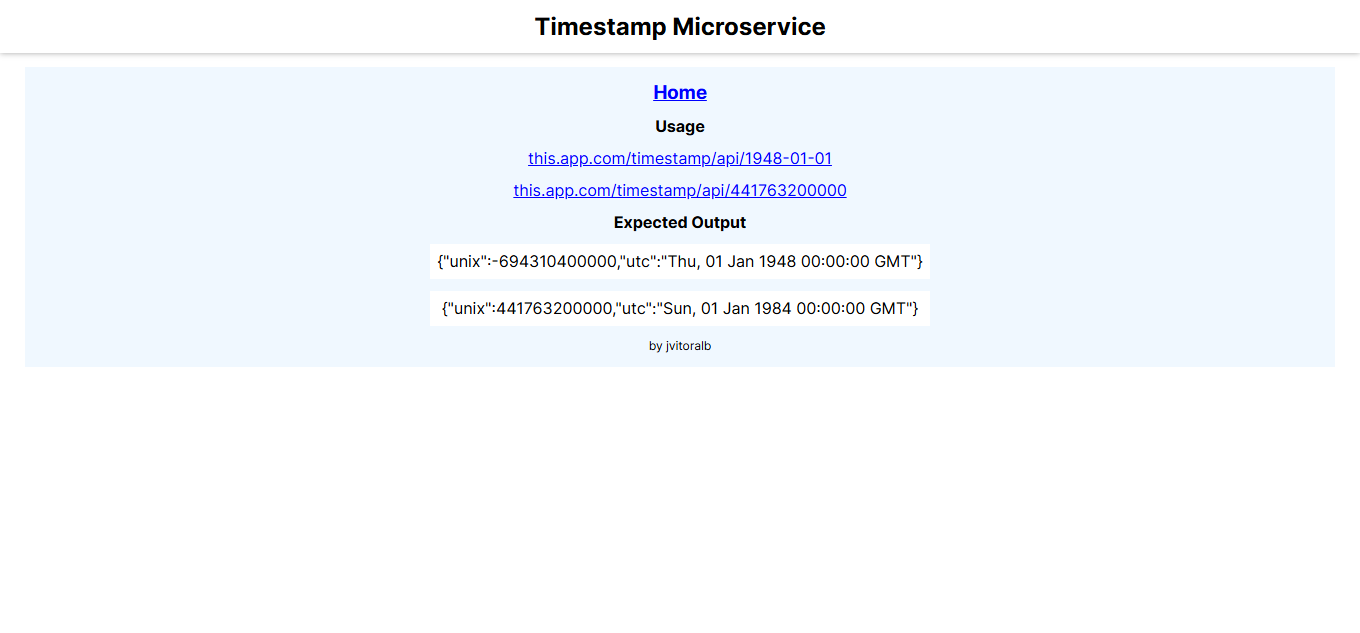 Timestamp Microservice
Home
Usage
this.app.com/timestamp/api/1948-01-01
this.app.com/timestamp/api/441763200000
Expected Output
{"unix":-694310400000,"utc":"Thu, 01 Jan 1948 00:00:00 GMT"}
{"unix":441763200000,"utc":"Sun, 01 Jan 1984 00:00:00 GMT"}
by jvitoralb